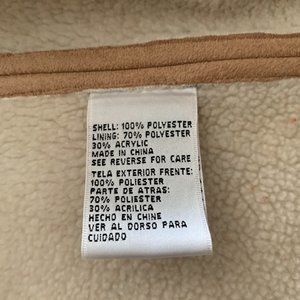 SHELL: 100% POLYESTER
LINING: 70% POLYESTER
30% ACRYLIC
MADE IN CHINA
SEE REVERSE FOR CARE
TELA EXTERIOR FRENTE:
100% POLIESTER
PARTE DE ATRAS:
70% POLIESTER
30% ACRILICA
HECHO EN CHINE
VER AL DORSO PARA
CUIDADO